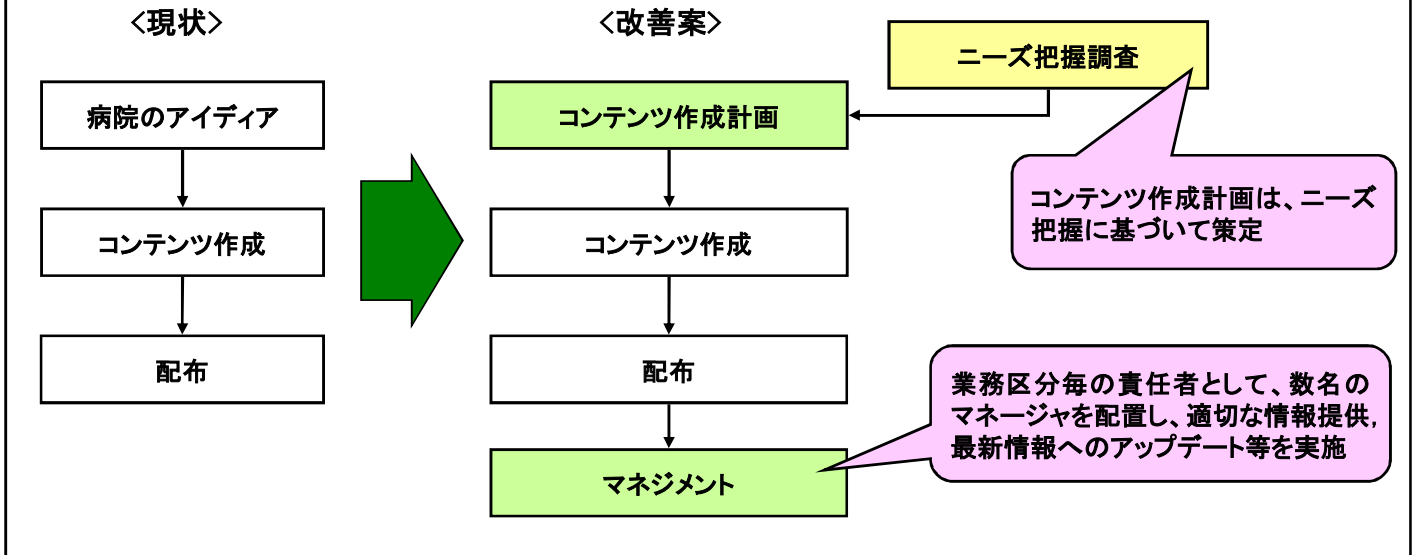 <現状>
病院のアイディア
コンテンツ作成
配布
<改善案>
ニーズ把握調査
コンテンツ作成計画
コンテンツ作成計画は、ニーズ
把握に基づいて策定
コンテンツ作成
配布
マネジメント
業務区分毎の責任者として、数名の
マネージャを配置し、適切な情報提供,
最新情報へのアップデート等を実施